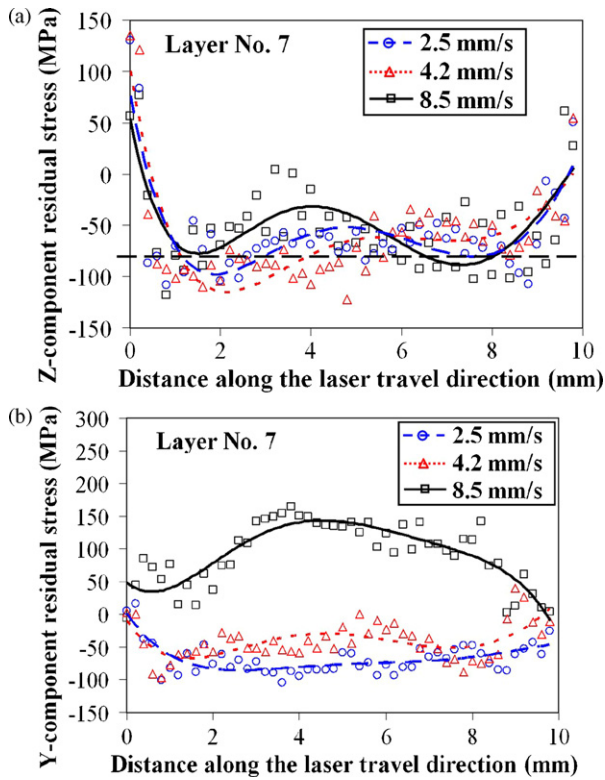 (a)
Z-component residual stress (MPa)
150
100
50
0
-50
-100
-150
Layer No. 7
2.5 mm/s
4.2 mm/s
8.5 mm/s
0 2 4 6 8 10
Distance along the laser travel direction (mm)
(b)
Y-component residual stress (MPa)
300
250
200
150
100
50
0
-50
-100
-150
Layer No. 7
2.5 mm/s
4.2 mm/s
8.5 mm/s
0 2 4 6 8 10
Distance along the laser travel direction (mm)